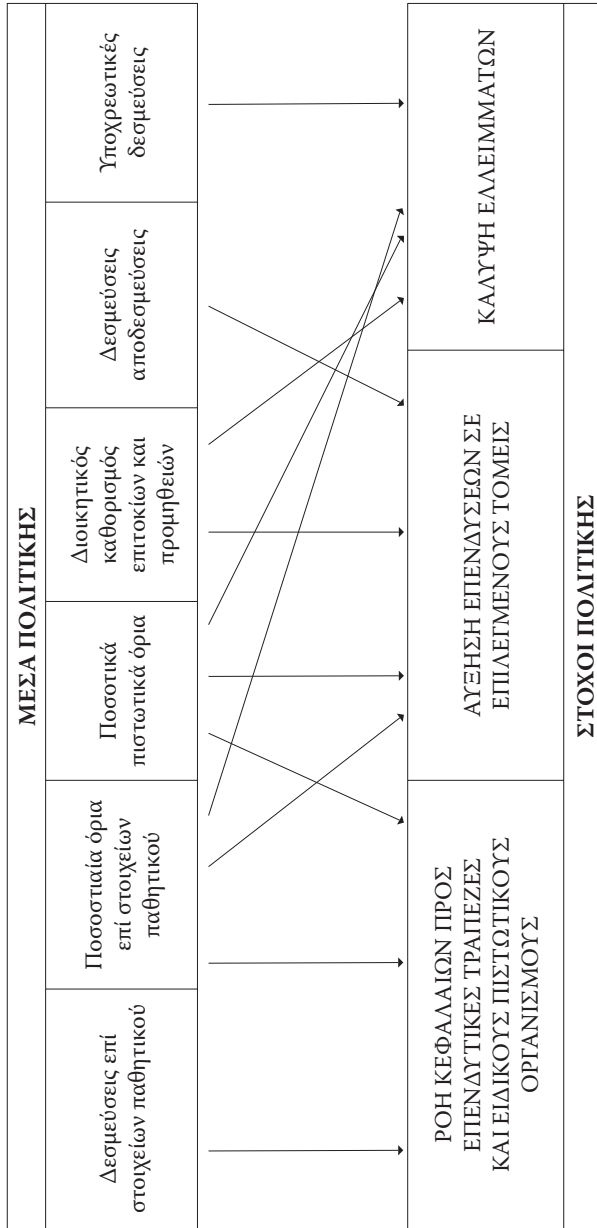 ΜΕΣΑ ΠΟΛΙΤΙΚΗΣ
Δεσμεύσεις επί
στοιχείων παθητικού
Ποσοστιαία όρια
επί στοιχείων
παθητικού
Ποσοτικά
πιστωτικά όρια
Διοικητικός
καθορισμός
επιτοκίων και
προμηθειών
Δεσμεύσεις
αποδεσμεύσεις
Υποχρεωτικές
δεσμεύσεις
ΡΟΗ ΚΕΦΑΛΑΙΩΝ ΠΡΟΣ
ΕΠΕΝΔΥΤΙΚΕΣ ΤΡΑΠΕΖΕΣ
ΚΑΙ ΕΙΔΙΚΟΥΣ ΠΙΣΤΩΤΙΚΟΥΣ
ΟΡΓΑΝΙΣΜΟΥΣ
ΑΥΞΗΣΗ ΕΠΕΝΔΥΣΕΩΝ ΣΕ
ΕΠΙΛΕΓΜΕΝΟΥΣ ΤΟΜΕΙΣ
ΚΑΛΥΨΗ ΕΛΛΕΙΜΜΑΤΩΝ
ΣΤΟΧΟΙ ΠΟΛΙΤΙΚΗΣ